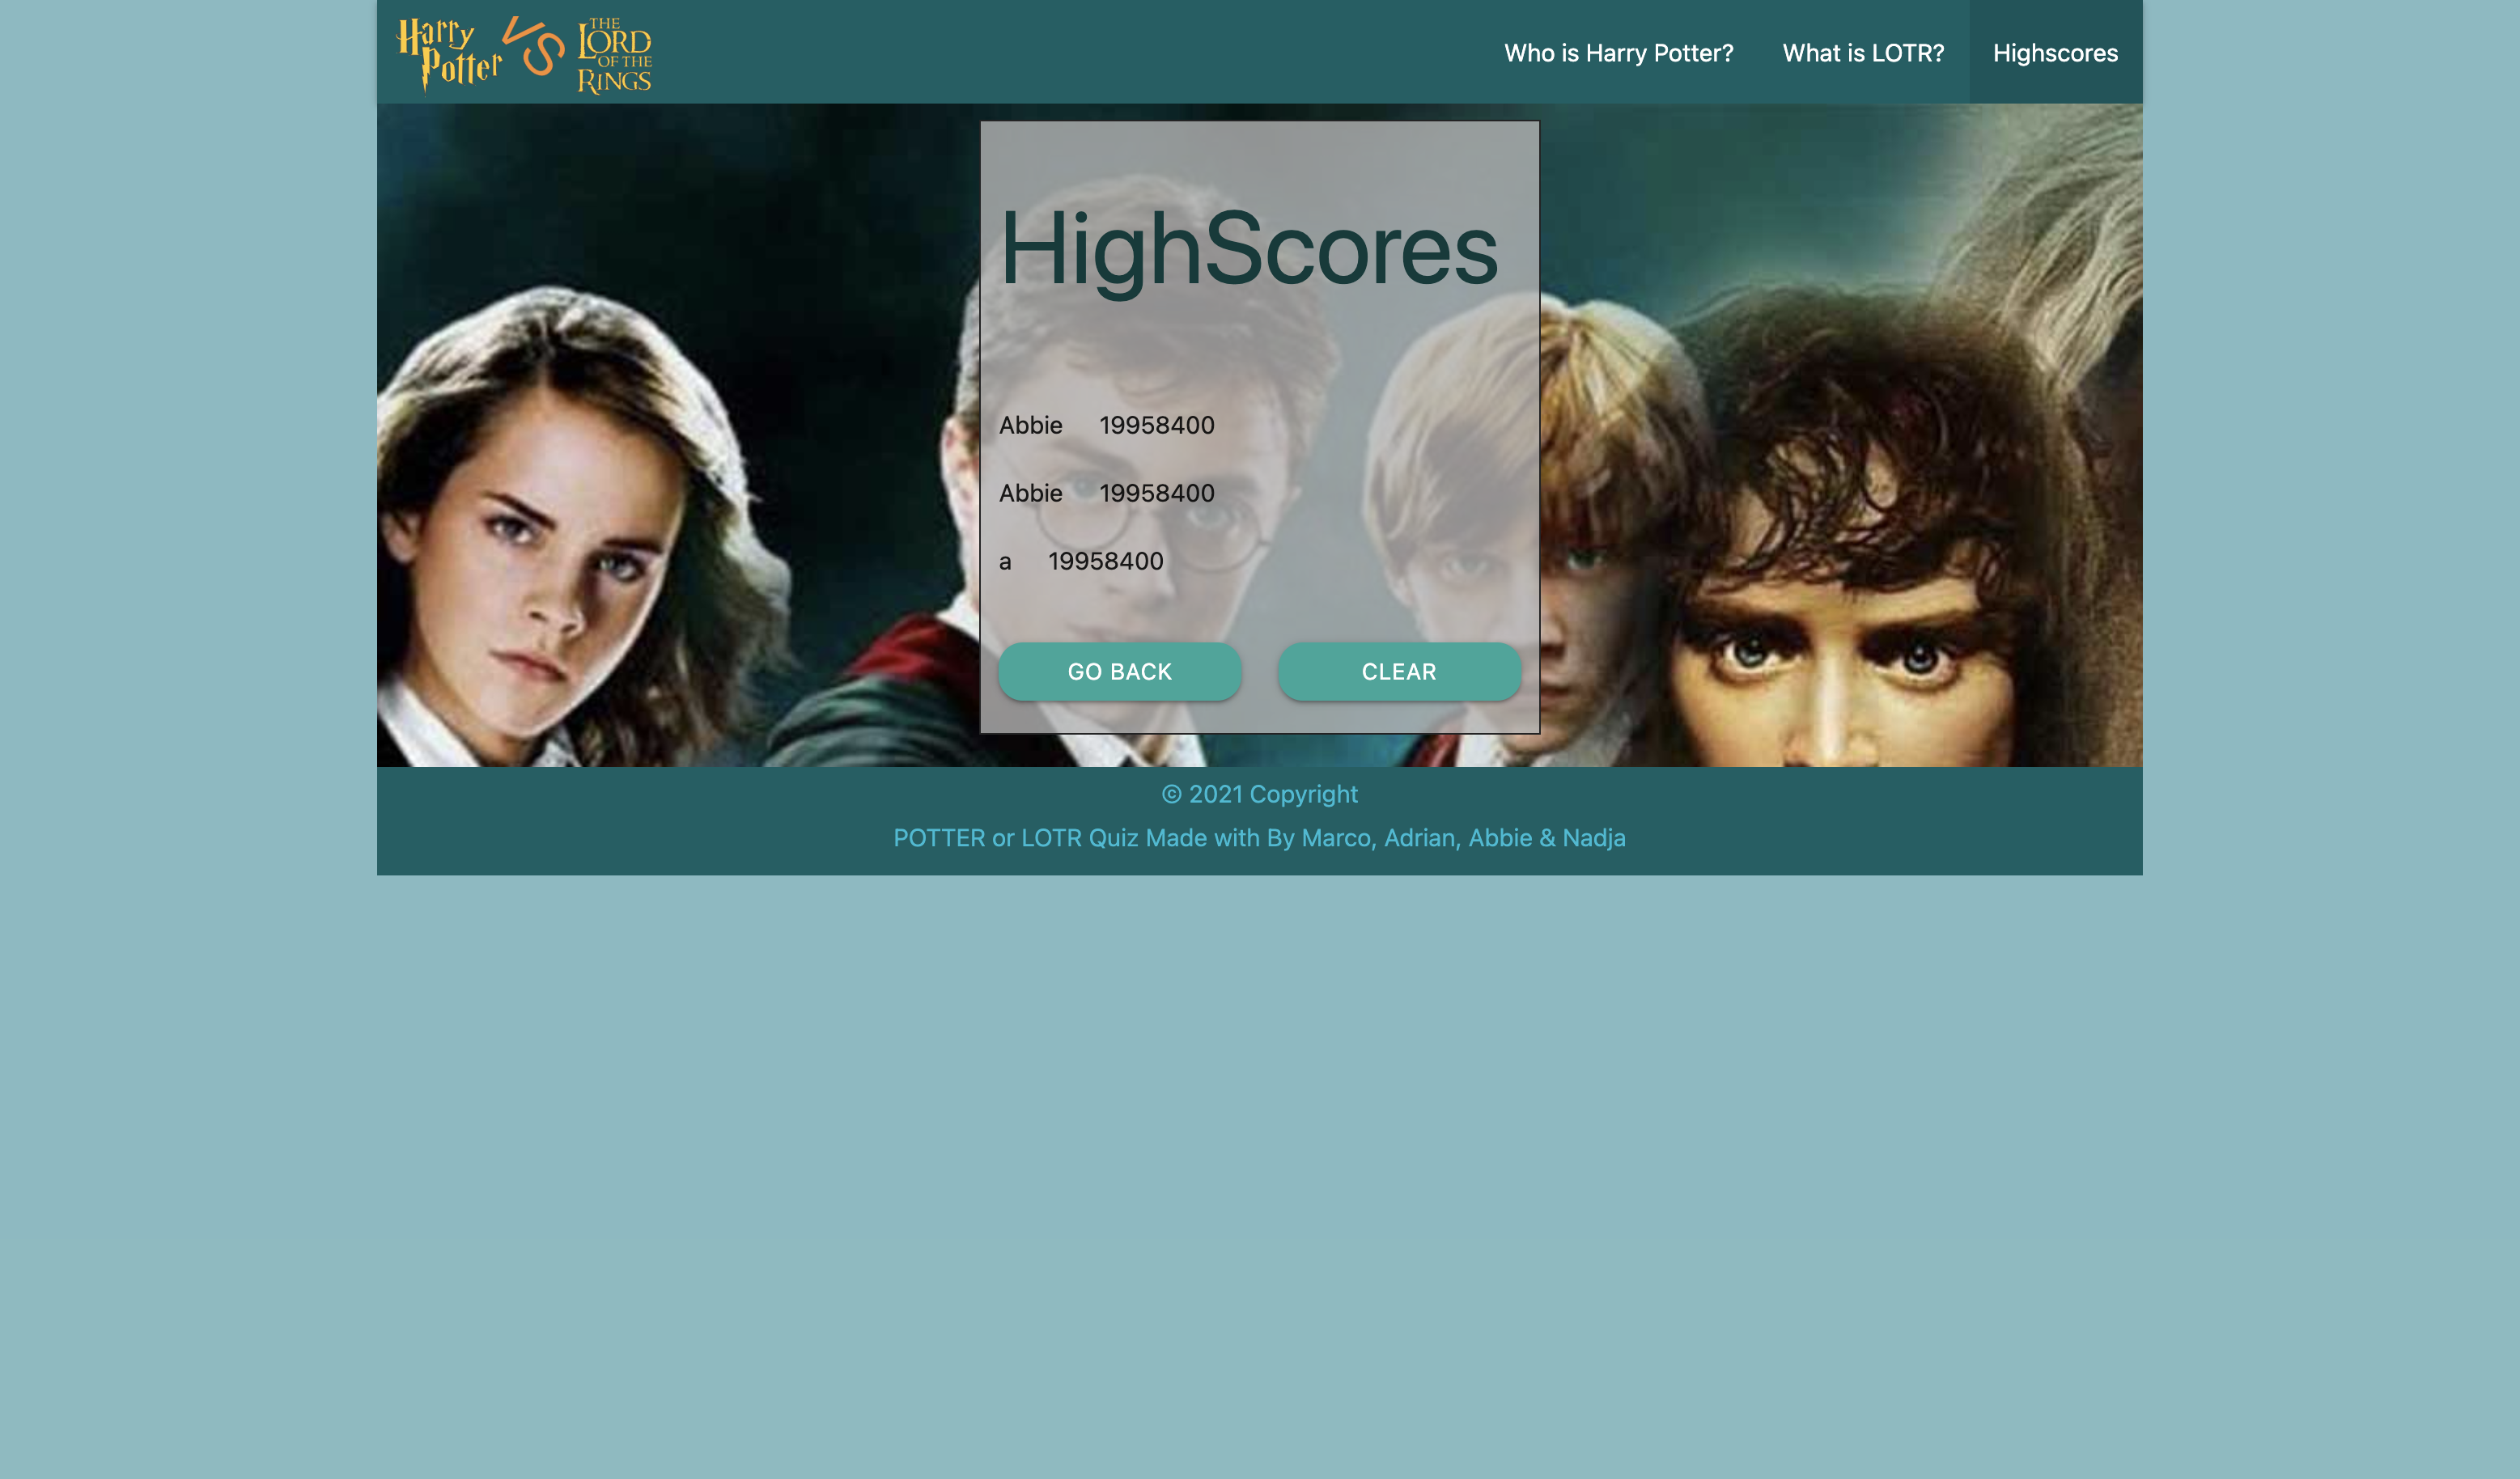 Harry Potter VS THE LORD OF THE RINGS
Who is Harry Potter? What is LOTR? Highscores
HighScores
Abbie 19958400
Abbie 19958400
a 19958400
GO BACK CLEAR
© 2021 Copyright
POTTER or LOTR Quiz Made with By Marco, Adrian, Abbie & Nadja